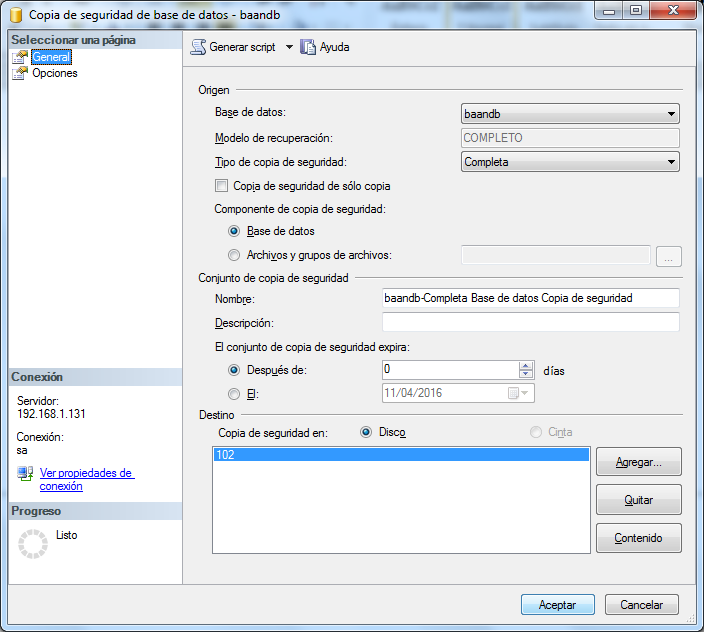 Copia de seguridad de base de datos - baandb
Seleccionar una página
General
Opciones
Generar script
Ayuda
Origen
Base de datos:
baandb
Modelo de recuperación:
COMPLETO
Tipo de copia de seguridad:
Completa
Copia de seguridad de sólo copia
Componente de copia de seguridad:
Base de datos
Archivos y grupos de archivos:
...
Conjunto de copia de seguridad
Nombre:
baandb-Completa Base de datos Copia de seguridad
Descripción:
El conjunto de copia de seguridad expira:
Después de:
0
días
El:
11/04/2016
Destino
Copia de seguridad en:
Disco
Cinta
102
Agregar...
Quitar
Contenido
Conexión
Servidor:
192.168.1.131
Conexión:
sa
Ver propiedades de
conexión
Progreso
Listo
Aceptar
Cancelar